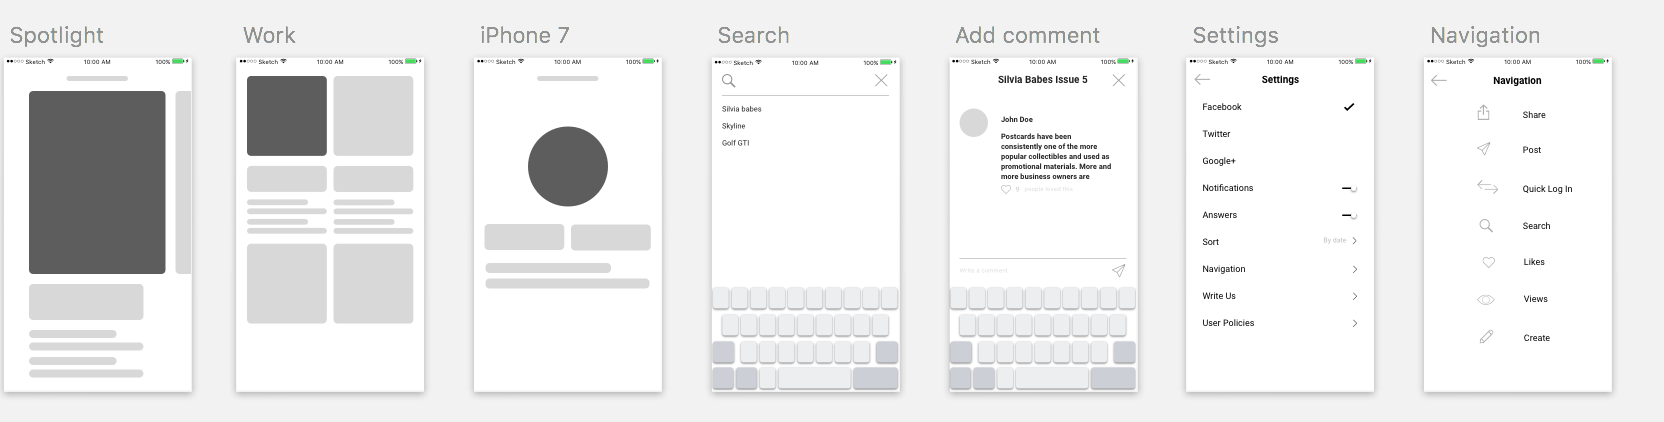 Spotlight
Work
iPhone 7
Search
Add comment
Settings
Navigation
Sketch 10:00 AM 100%
Sketch 10:00 AM 100%
Sketch 10:00 AM 100%
Sketch 10:00 AM 100%
Silvia babes
Skyline
Golf GTI
Sketch 10:00 AM 100%
Silvia Babes Issue 5
John Doe
Postcards have been
consistently one of the more
popular collectibles and used as
promotional materials. More and
more business owners are
9 people loved this
Write a comment
Sketch 10:00 AM 100%
Settings
Facebook
Twitter
Google+
Notifications
Answers
Sort By date
Navigation
Write Us
User Policies
Sketch 10:00 AM 100%
Navigation
Share
Post
Quick Log In
Search
Likes
Views
Create